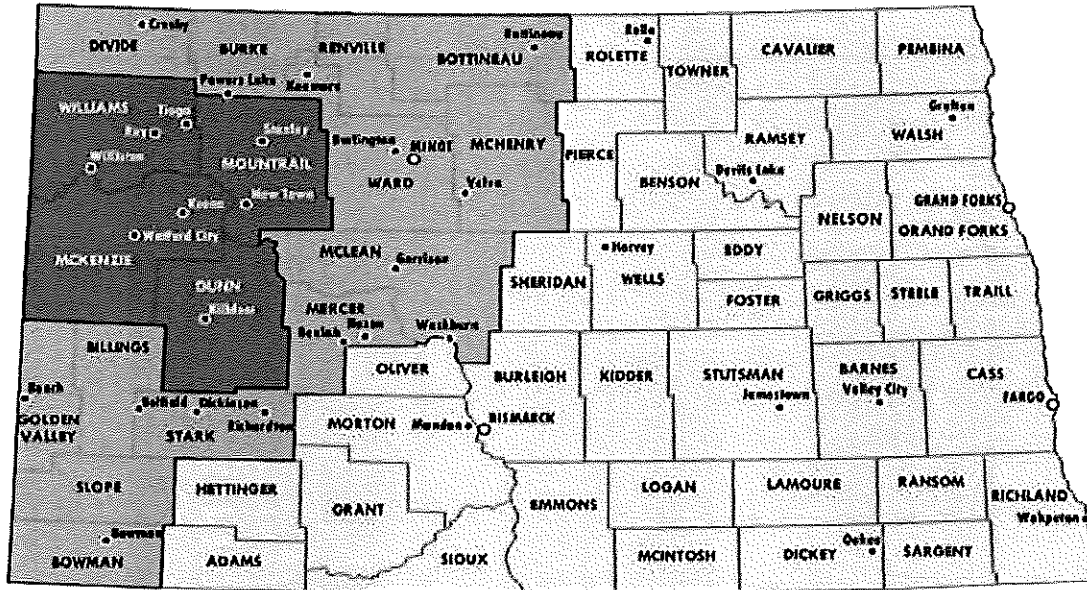 Crosby
DIVIDE
BURKE
RENVILLE
Bottineau
BOTTINEAU
Rolla
ROLETTE
TOWNER
CAVALIER
PEMBINA
Powers Lake
Kenmare
WILLIAMS
Tioga
Ray
Stanley
Williston
MOUNTRAIL
Burlington
MINOT
MCHENRY
WARD
Velva
PIERCE
BENSON
RAMSEY
Devils Lake
Grafton
WALSH
NELSON
GRAND FORKS
GRAND FORKS
Keene
New Town
Watford City
MCKENZIE
MCLEAN
Garrison
SHERIDAN
Harvey
WELLS
EDDY
FOSTER
GRIGGS
STEELE
TRAILL
DUNN
Killdeer
MERCER
Beulah
Hazen
Washburn
BILLINGS
Beach
GOLDEN VALLEY
Belfield
Dickinson
Richardton
STARK
OLIVER
MORTON
Mandan
BISMARCK
BURLEIGH
KIDDER
STUTSMAN
Jamestown
BARNES
Valley City
CASS
FARGO
SLOPE
HETTINGER
GRANT
Bowman
BOWMAN
ADAMS
SIOUX
EMMONS
LOGAN
LAMOURE
RANSOM
RICHLAND
Wahpeton
MCINTOSH
DICKEY
Oakes
SARGENT